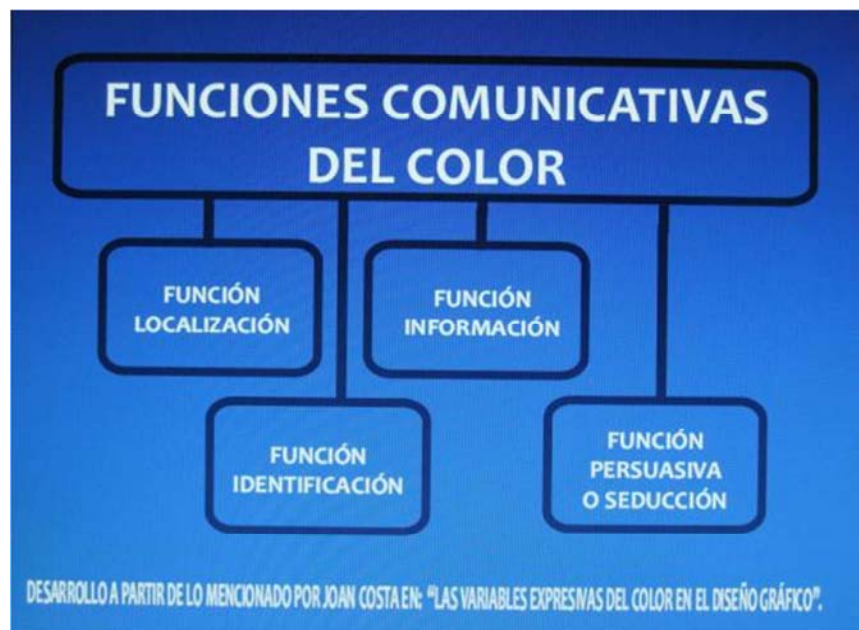 FUNCIONES COMUNICATIVAS
DEL COLOR
FUNCIÓN
LOCALIZACIÓN
FUNCIÓN
IDENTIFICACIÓN
FUNCIÓN
INFORMACIÓN
FUNCIÓN
PERSUASIVA
O SEDUCCIÓN
DESARROLLO A PARTIR DE LO MENCIONADO POR JOAN COSTA EN: "LAS VARIABLES EXPRESIVAS DEL COLOR EN EL DISEÑO GRÁFICO".